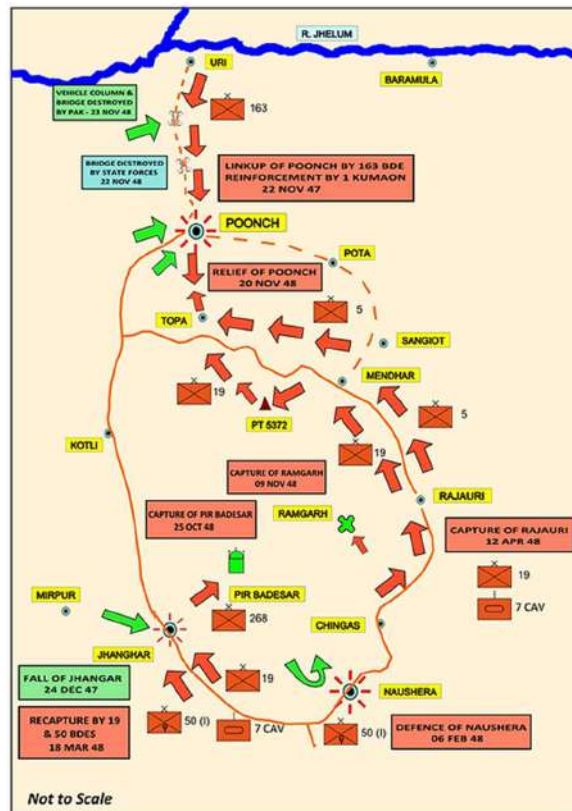 R. JHELUM
URI
BARAMULA
VEHICLE COLUMN &
BRIDGE DESTROYED
BY PAK - 23 NOV 48
163
BRIDGE DESTROYED
BY STATE FORCES
22 NOV 48
LINKUP OF POONCH BY 163 BDE
REINFORCEMENT BY 1 KUMAON
22 NOV 47
POONCH
POTA
RELIEF OF POONCH
20 NOV 48
5
TOPA
SANGIOT
MENDHAR
19
5
PT 5372
KOTLI
19
CAPTURE OF RAMGARH
09 NOV 48
RAJAURI
CAPTURE OF PIR BADESAR
25 OCT 48
RAMGARH
CAPTURE OF RAJAURI
12 APR 48
19
7 CAV
MIRPUR
PIR BADESAR
268
CHINGAS
JHANGHAR
FALL OF JHANGAR
24 DEC 47
19
NAUSHERA
RECAPTURE BY 19
& 50 BDES
18 MAR 48
50 (I)
7 CAV
50 (I)
DEFENCE OF NAUSHERA
06 FEB 48
Not to Scale